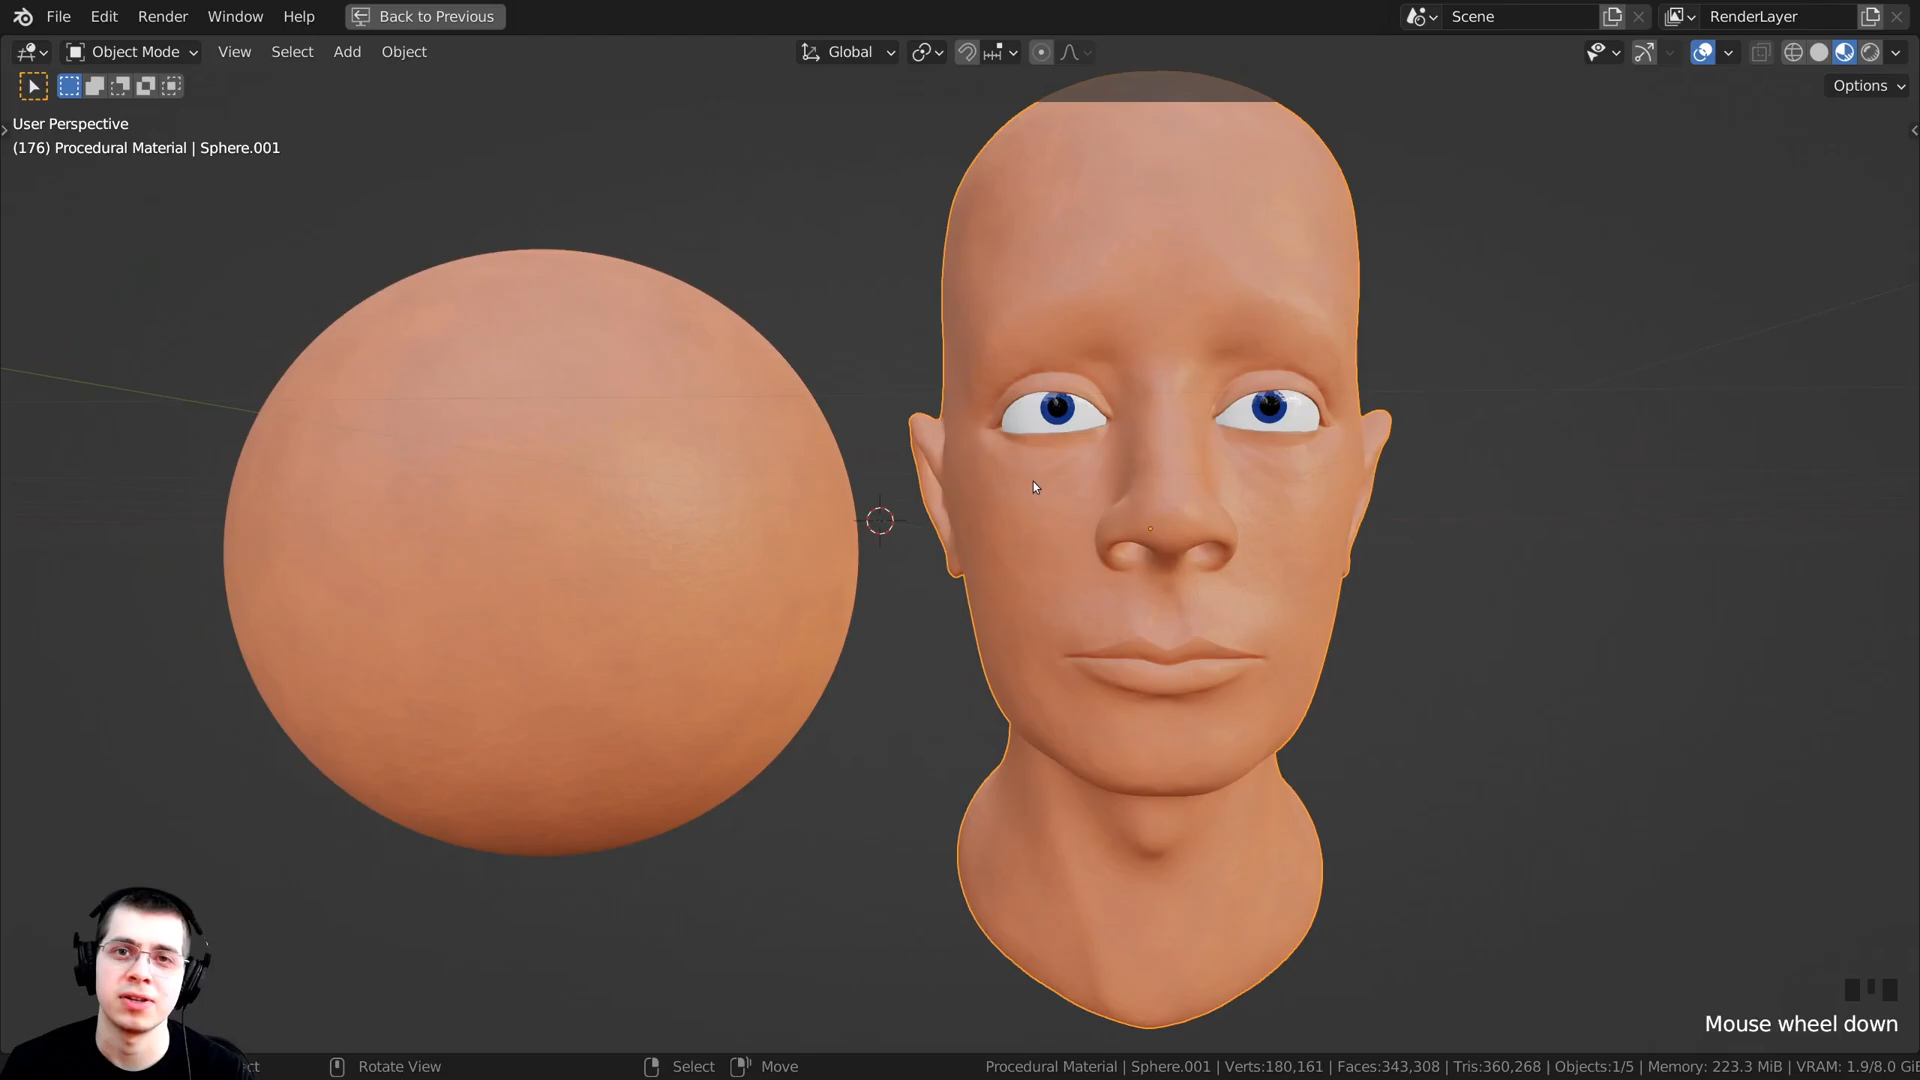 File Edit Render Window Help Back to Previous Scene RenderLayer
Object Mode View Select Add Object Global
Options
User Perspective
(176) Procedural Material | Sphere.001
Mouse wheel down
Rotate View Select Move Procedural Material | Sphere.001 | Verts:180,161 | Faces:343,308 | Tris:360,268 | Objects:1/5 | Memory: 223.3 MiB | VRAM: 1.9/8.0 Gi